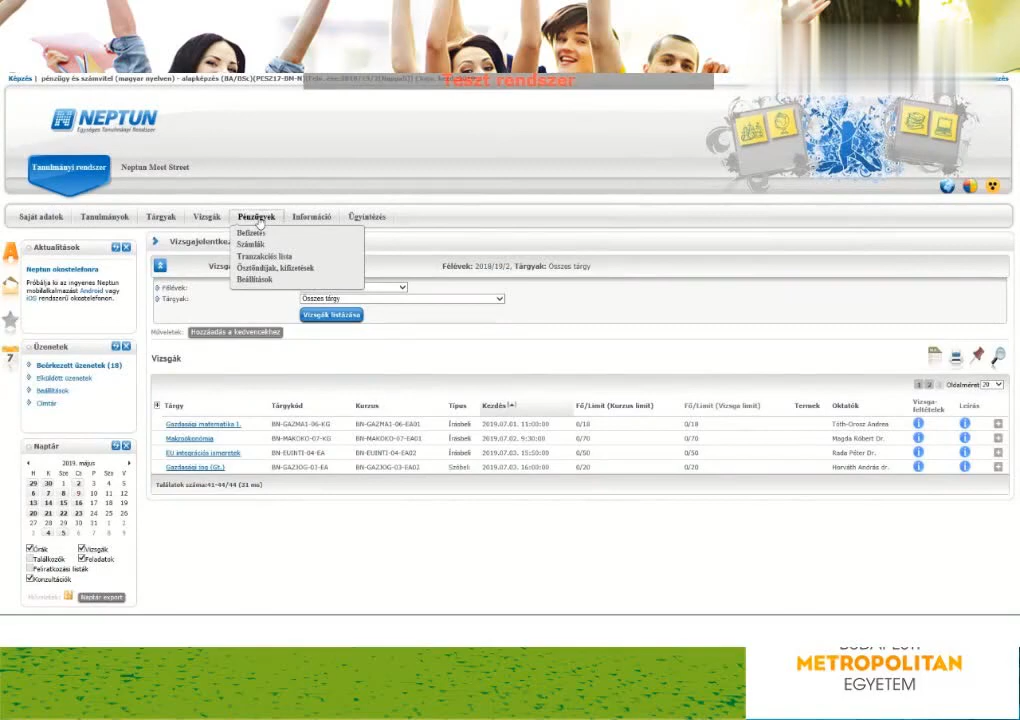 Képzés | pénzügy és számvitel (magyar nyelven) - alapképzés (BA/BSc)(PCSZ17-BM-N
Teszt rendszer
NEPTUN
Egységes Tanulmányi Rendszer
Tanulmányi rendszer Neptun Meet Street
Saját adatok Tanulmányok Tárgyak Vizsgák Pénzügyek Információ Ügyintézés
Befizetés
Számlák
Tranzakciós lista
Ösztöndíjak, kifizetések
Beállítások
Aktualitások
Neptun okostelefonra
Próbálja ki az ingyenes Neptun
mobilalkalmazást Android vagy
iOS rendszerű okostelefonon.
Üzenetek
Beérkezett üzenetek (18)
Elküldött üzenetek
Beállítások
Címtár
Naptár
2019. május
H K Sze Cs P Szo V
29 30 1 2 3 4 5
6 7 8 9 10 11 12
13 14 15 16 17 18 19
20 21 22 23 24 25 26
27 28 29 30 31 1 2
3 4 5 6 7 8 9
Órák Vizsgák
Találkozók Feladatok
Feliratkozási listák
Konzultációk
Műveletek: Naptár export
7
Vizsgajelentke
Vizsg Félévek: 2018/19/2, Tárgyak: Összes tárgy
Félévek:
Tárgyak: Összes tárgy
Vizsgák listázása
Műveletek: Hozzáadás a kedvencekhez
Vizsgák
1 2 Oldalméret 20
Tárgy Tárgykód Kurzus Típus Kezdés Fő/Limit (Kurzus limit) Fő/Limit (Vizsga limit) Termek Oktatók Vizsga-feltételek Leírás
Gazdasági matematika I. BN-GAZMA1-06-KG BN-GAZMA1-06-EA01 Írásbeli 2019.07.01. 11:00:00 0/18 0/18 Tóth-Orosz Andrea
Makroökonómia BN-MAKOKO-07-KG BN-MAKOKO-07-EA01 Írásbeli 2019.07.02. 9:30:00 0/70 0/70 Magda Róbert Dr.
EU integrációs ismeretek BN-EUINTI-04-EA BN-EUINTI-04-EA02 Írásbeli 2019.07.03. 15:50:00 0/50 0/50 Rada Péter Dr.
Gazdasági jog (Gt.) BN-GAZJOG-03-EA BN-GAZJOG-03-EA02 Szóbeli 2019.07.03. 16:00:00 0/20 0/20 Horváth András dr.
Találatok száma:41-44/44 (21 ms)
METROPOLITAN
EGYETEM